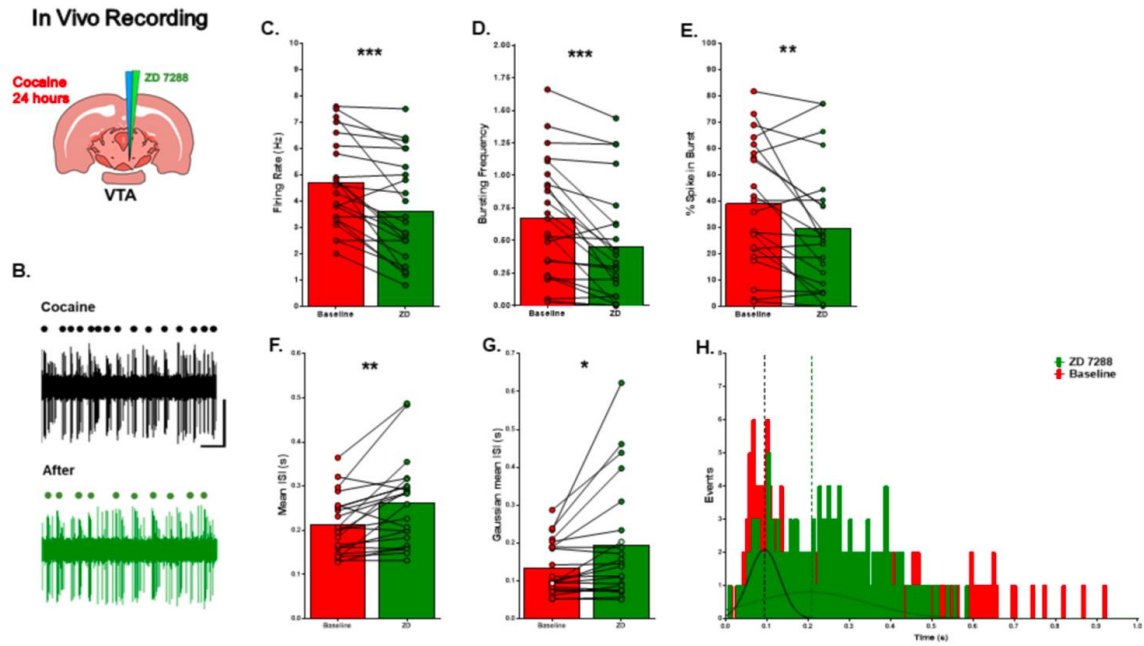 In Vivo Recording
Cocaine
24 hours
ZD 7288
VTA
B.
Cocaine
After
C.
***
Firing Rate (Hz)
10
9
8
7
6
5
4
3
2
1
0
Baseline
ZD
D.
***
Bursting Frequency
2.00
1.75
1.50
1.25
1.00
0.75
0.50
0.25
0.00
Baseline
ZD
E.
**
% Spike in Burst
100
90
80
70
60
50
40
30
20
10
0
Baseline
ZD
F.
**
Mean ISI (s)
0.6
0.5
0.4
0.3
0.2
0.1
0.0
Baseline
ZD
G.
*
Gaussian mean ISI (s)
0.7
0.6
0.5
0.4
0.3
0.2
0.1
0.0
Baseline
ZD
H.
ZD 7288
Baseline
Events
8
7
6
5
4
3
2
1
0
0.0 0.1 0.2 0.3 0.4 0.5 0.6 0.7 0.8 0.9 1.0
Time (s)